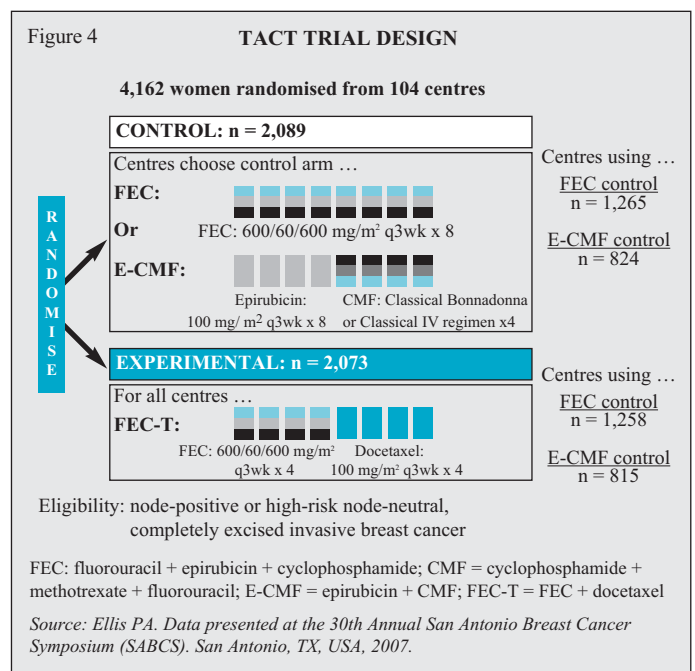 Figure 4
TACT TRIAL DESIGN
4,162 women randomised from 104 centres
RANDOMISE
CONTROL: n = 2,089
Centres choose control arm …
FEC:
Or
FEC: 600/60/600 mg/m² q3wk x 8
E-CMF:
Epirubicin:
100 mg/ m² q3wk x 8
CMF: Classical Bonnadonna
or Classical IV regimen x4
Centres using …
FEC control
n = 1,265
E-CMF control
n = 824
EXPERIMENTAL: n = 2,073
For all centres …
FEC-T:
FEC: 600/60/600 mg/m²
q3wk x 4
Docetaxel:
100 mg/m² q3wk x 4
Centres using …
FEC control
n = 1,258
E-CMF control
n = 815
Eligibility: node-positive or high-risk node-neutral,
completely excised invasive breast cancer
FEC: fluorouracil + epirubicin + cyclophosphamide; CMF = cyclophosphamide +
methotrexate + fluorouracil; E-CMF = epirubicin + CMF; FEC-T = FEC + docetaxel
Source: Ellis PA. Data presented at the 30th Annual San Antonio Breast Cancer
Symposium (SABCS). San Antonio, TX, USA, 2007.